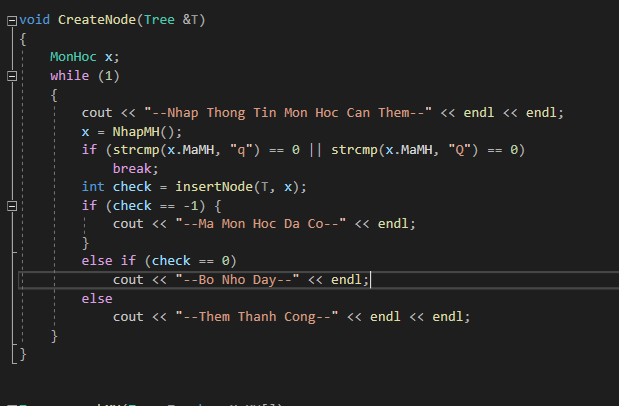 void CreateNode(Tree &T)
{
    MonHoc x;
    while (1)
    {
        cout << "--Nhap Thong Tin Mon Hoc Can Them--" << endl << endl;
        x = NhapMH();
        if (strcmp(x.MaMH, "q") == 0 || strcmp(x.MaMH, "Q") == 0)
            break;
        int check = insertNode(T, x);
        if (check == -1) {
            cout << "--Ma Mon Hoc Da Co--" << endl;
        }
        else if (check == 0)
            cout << "--Bo Nho Day--" << endl;
        else
            cout << "--Them Thanh Cong--" << endl << endl;
    }
}